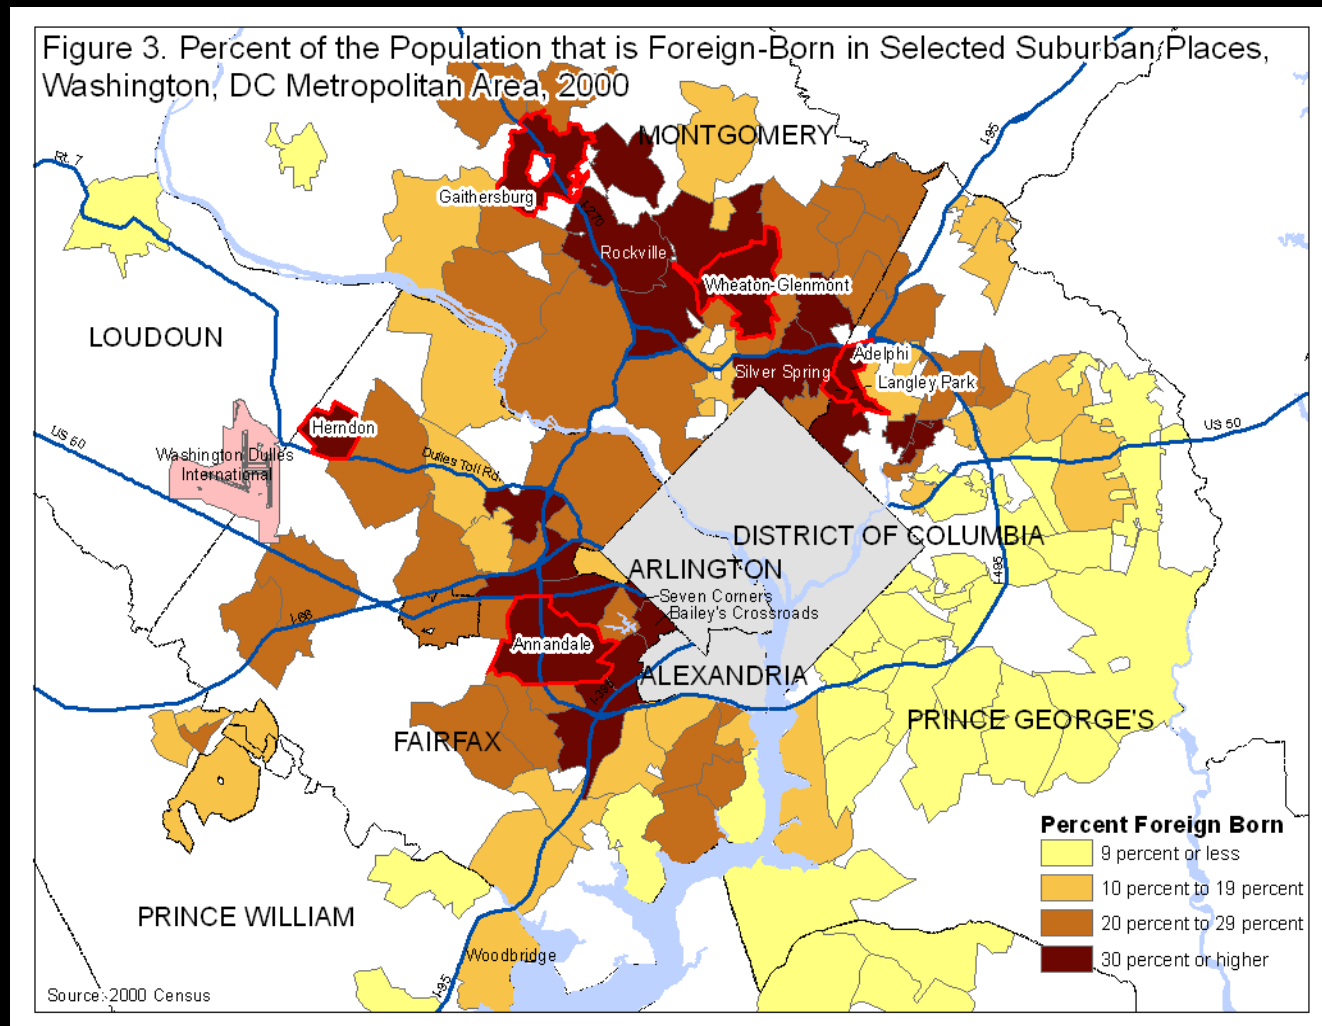 Figure 3. Percent of the Population that is Foreign-Born in Selected Suburban Places,
Washington, DC Metropolitan Area, 2000
MONTGOMERY
I-95
Rt. 7
Gaithersburg
I-270
Rockville
Wheaton-Glenmont
LOUDOUN
Adelphi
Silver Spring
Langley Park
Herndon
US 50
US 50
Washington Dulles
International
Dulles Toll Rd.
DISTRICT OF COLUMBIA
ARLINGTON
I-495
Seven Corners
Bailey's Crossroads
I-66
Annandale
ALEXANDRIA
I-395
PRINCE GEORGE'S
FAIRFAX
Percent Foreign Born
9 percent or less
10 percent to 19 percent
20 percent to 29 percent
30 percent or higher
PRINCE WILLIAM
Woodbridge
I-95
Source: 2000 Census